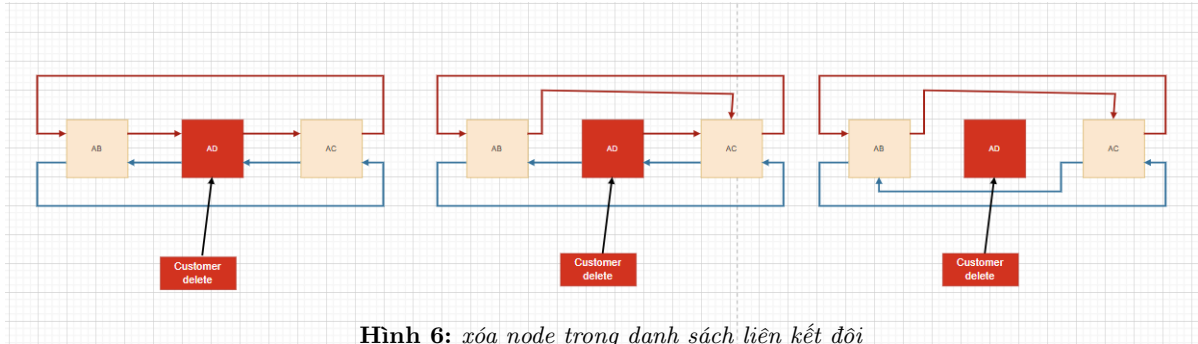 AB
AD
AC
Customer
delete
AB
AD
AC
Customer
delete
AB
AD
AC
Customer
delete
Hình 6: xóa node trong danh sách liên kết đôi